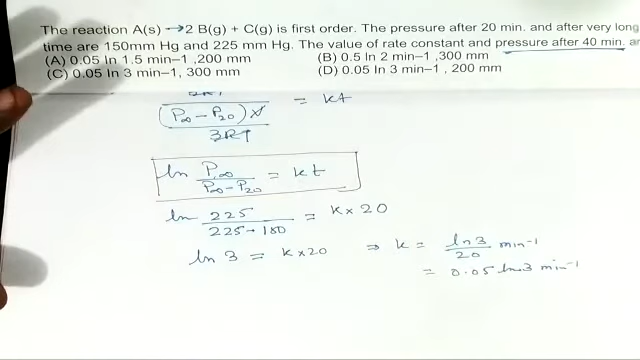 The reaction A(s) →2 B(g) + C(g) is first order. The pressure after 20 min. and after very long
time are 150mm Hg and 225 mm Hg. The value of rate constant and pressure after 40 min. a
(A) 0.05 ln 1.5 min–1 ,200 mm (B) 0.5 ln 2 min–1 ,300 mm
(C) 0.05 ln 3 min–1, 300 mm (D) 0.05 ln 3 min–1 , 200 mm
(P∞ – P20) V = kt
3RT
ln P∞ / P∞ – P20 = kt
ln 225 / 225 – 150 = k × 20
ln 3 = k × 20 ⇒ k = ln 3 / 20 min–1
= 0.05 ln 3 min–1